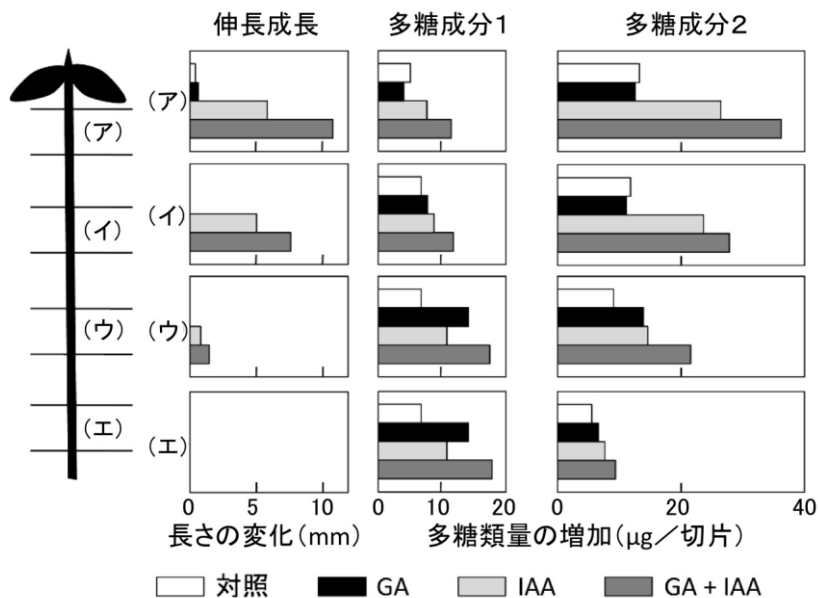 伸長成長 多糖成分1 多糖成分2
(ア) (ア)
(イ) (イ)
(ウ) (ウ)
(エ) (エ)
0 5 10 0 10 20 0 20 40
長さの変化(mm) 多糖類量の増加(μg/切片)
対照 GA IAA GA + IAA